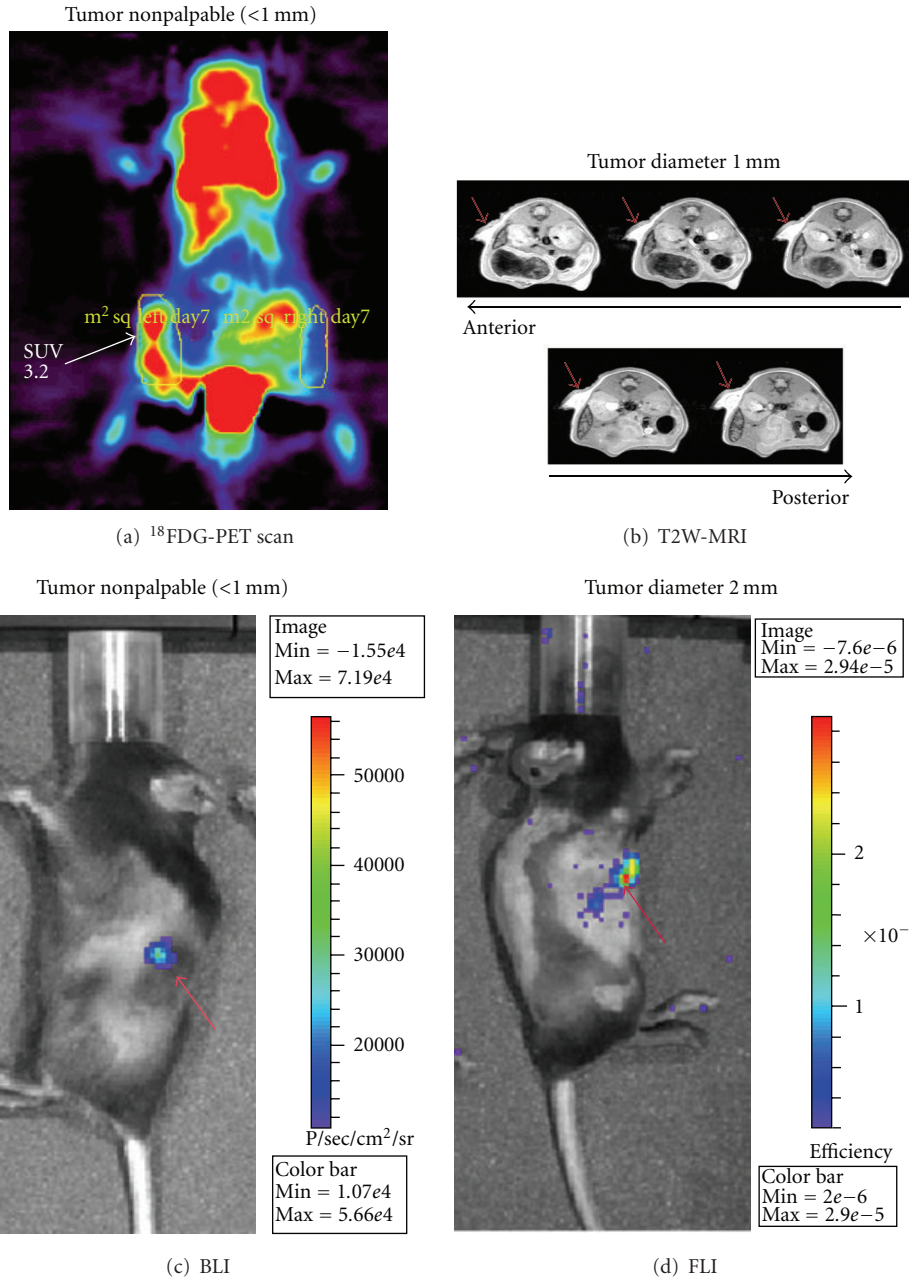 Tumor nonpalpable (<1 mm)
m² sq left day7
m2 sq right day7
SUV
3.2
(a) ¹⁸FDG-PET scan
Tumor diameter 1 mm
Anterior
Posterior
(b) T2W-MRI
Tumor nonpalpable (<1 mm)
Image
Min = −1.55e4
Max = 7.19e4
50000
40000
30000
20000
P/sec/cm²/sr
Color bar
Min = 1.07e4
Max = 5.66e4
(c) BLI
Tumor diameter 2 mm
Image
Min = −7.6e−6
Max = 2.94e−5
2
×10−
1
Efficiency
Color bar
Min = 2e−6
Max = 2.9e−5
(d) FLI